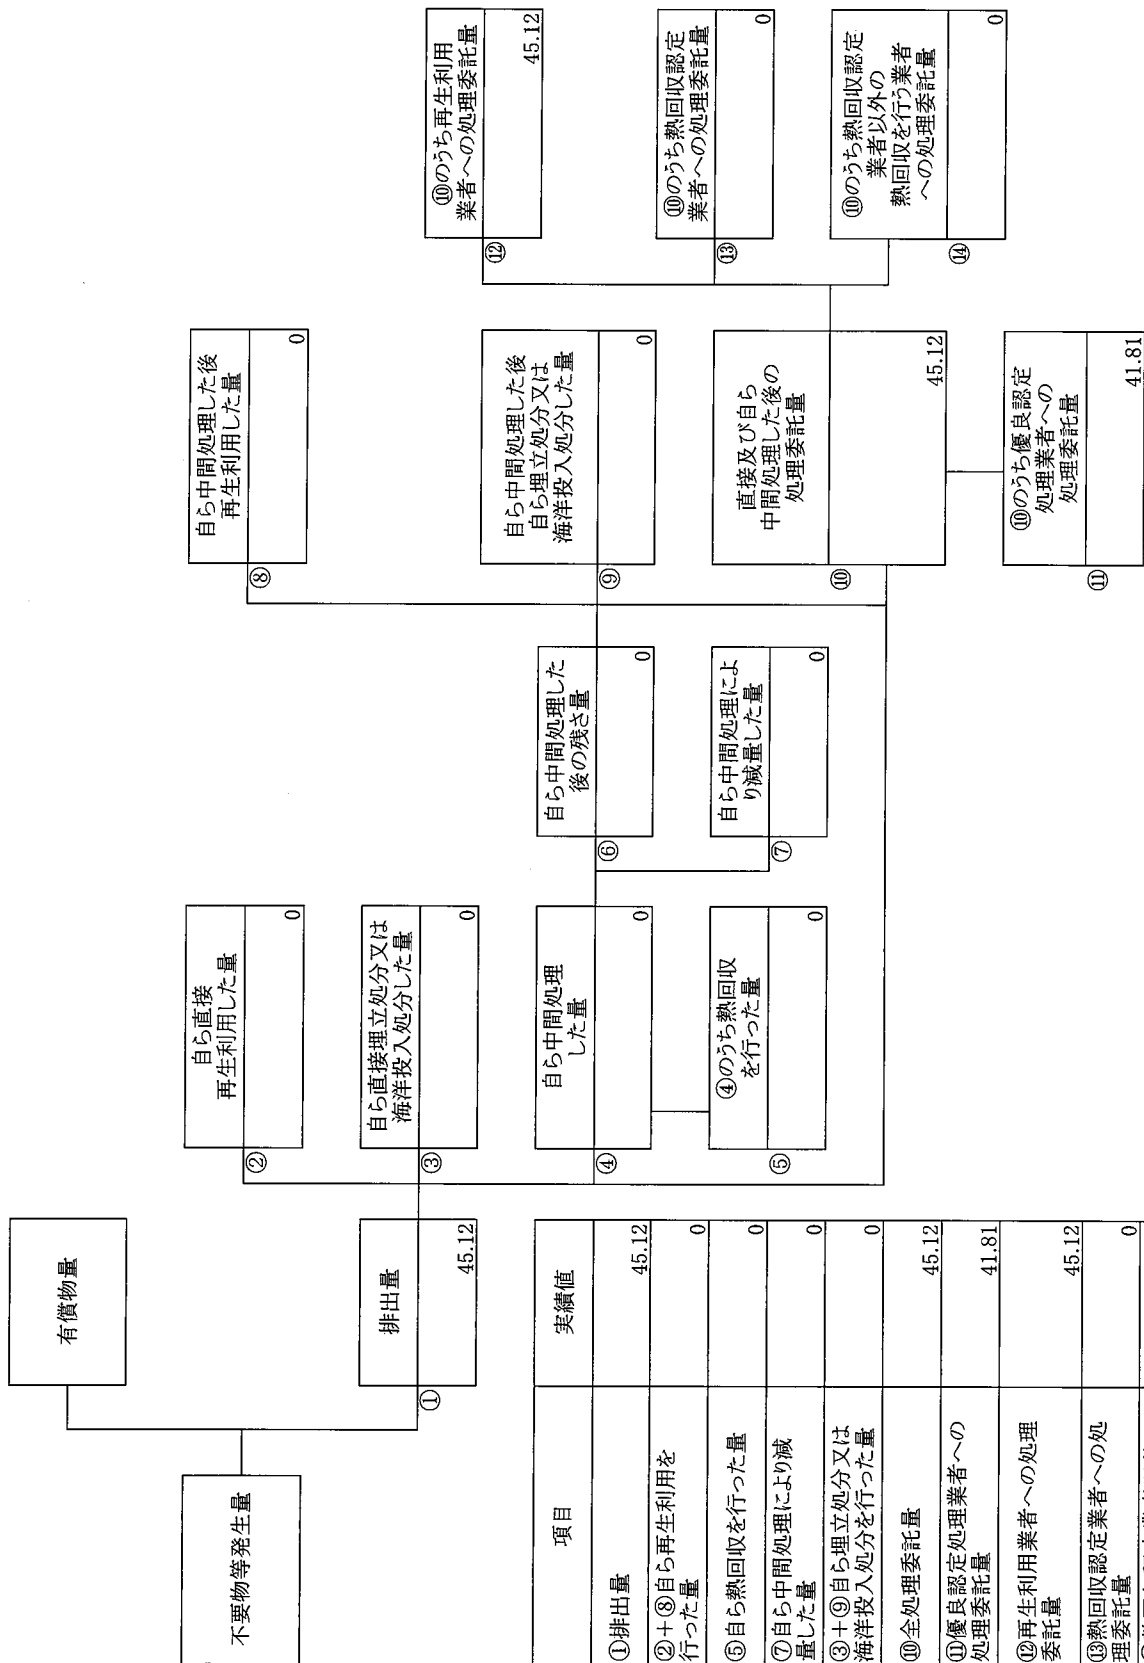 不要物等発生量
有償物量
排出量
①
45.12
自ら直接
再生利用した量
②
0
自ら直接埋立処分又は
海洋投入処分した量
③
0
自ら中間処理
した量
④
0
④のうち熱回収
を行った量
⑤
0
自ら中間処理した
後の残さ量
⑥
0
自ら中間処理によ
り減量した量
⑦
0
自ら中間処理した後
再生利用した量
⑧
0
自ら中間処理した後
自ら埋立処分又は
海洋投入処分した量
⑨
0
直接及び自ら
中間処理した後の
処理委託量
⑩
45.12
⑩のうち優良認定
処理業者への
処理委託量
⑪
41.81
⑩のうち再生利用
業者への処理委託量
⑫
45.12
⑩のうち熱回収認定
業者への処理委託量
⑬
0
⑩のうち熱回収認定
業者以外の
熱回収を行う業者
への処理委託量
⑭
0
項目 実績値
①排出量 45.12
②+⑧自ら再生利用を
行った量 0
⑤自ら熱回収を行った量 0
⑦自ら中間処理により減
量した量 0
③+⑨自ら埋立処分又は
海洋投入処分を行った量 0
⑩全処理委託量 45.12
⑪優良認定処理業者への
処理委託量 41.81
⑫再生利用業者への処理
委託量 45.12
⑬熱回収認定業者への処
理委託量 0